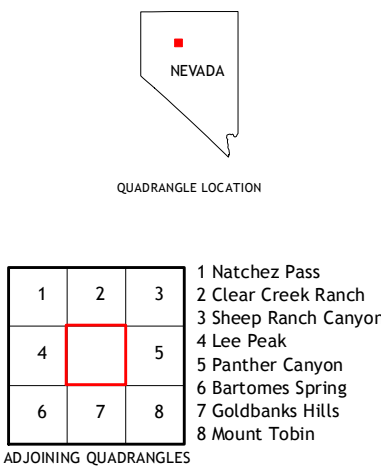 NEVADA
QUADRANGLE LOCATION
1 2 3
4 5
6 7 8
1 Natchez Pass
2 Clear Creek Ranch
3 Sheep Ranch Canyon
4 Lee Peak
5 Panther Canyon
6 Bartomes Spring
7 Goldbanks Hills
8 Mount Tobin
ADJOINING QUADRANGLES